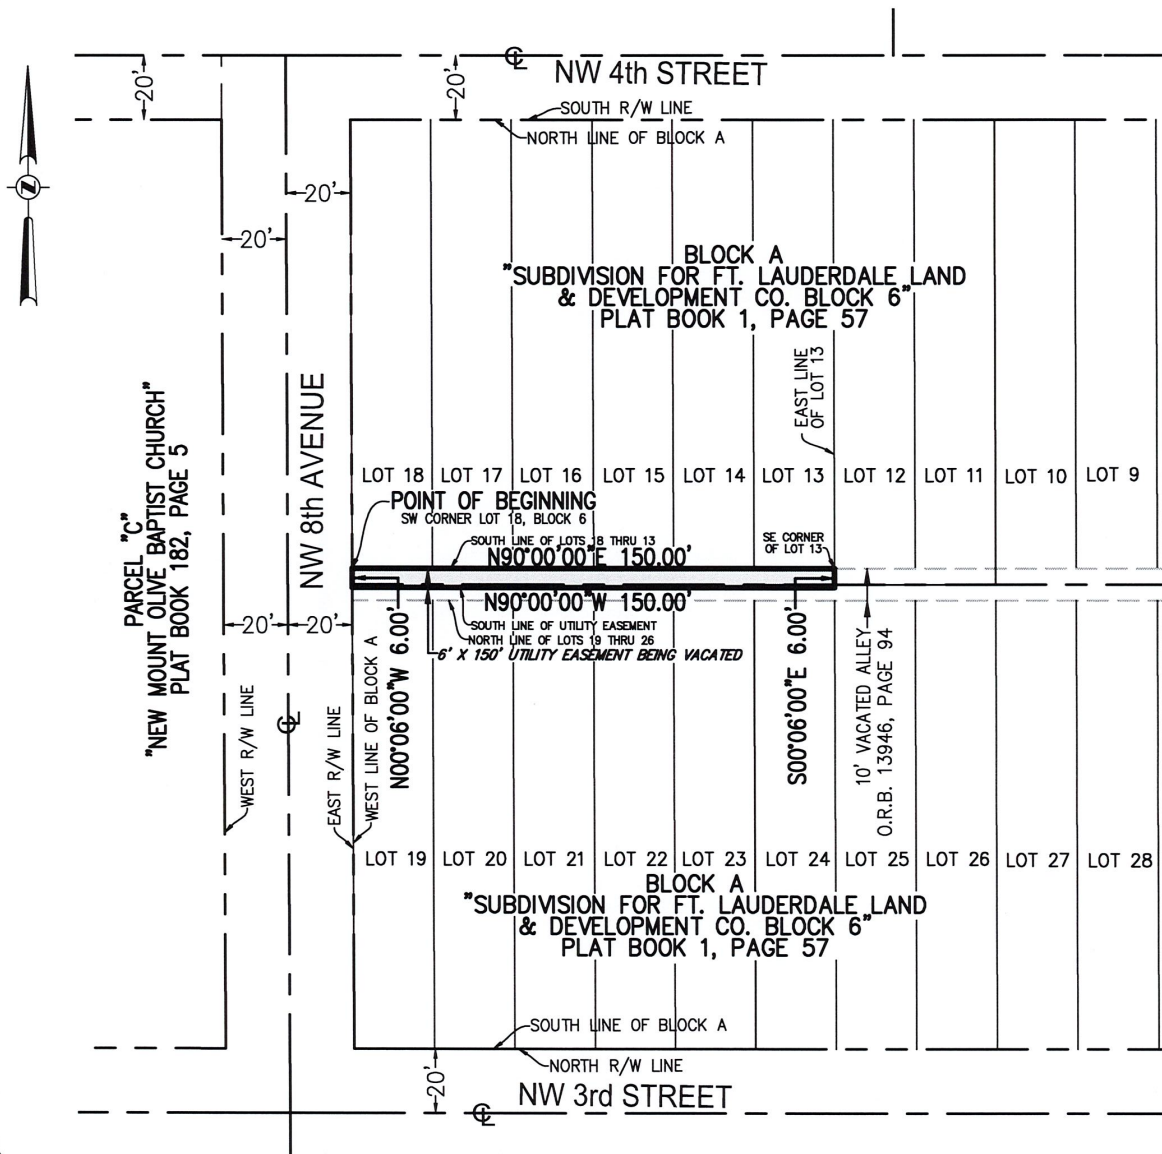 ℄
NW 4th STREET
20'
20'
SOUTH R/W LINE
NORTH LINE OF BLOCK A
Z
20'
20'
BLOCK A
"SUBDIVISION FOR FT. LAUDERDALE LAND
& DEVELOPMENT CO. BLOCK 6"
PLAT BOOK 1, PAGE 57
EAST LINE
OF LOT 13
NW 8th AVENUE
PARCEL "C"
"NEW MOUNT OLIVE BAPTIST CHURCH"
PLAT BOOK 182, PAGE 5
LOT 18
LOT 17
LOT 16
LOT 15
LOT 14
LOT 13
LOT 12
LOT 11
LOT 10
LOT 9
POINT OF BEGINNING
SW CORNER LOT 18, BLOCK 6
SOUTH LINE OF LOTS 18 THRU 13
N90°00'00"E 150.00'
SE CORNER
OF LOT 13
N90°00'00"W 150.00'
SOUTH LINE OF UTILITY EASEMENT
NORTH LINE OF LOTS 19 THRU 26
6' X 150' UTILITY EASEMENT BEING VACATED
20'
20'
N00°06'00"W 6.00'
S00°06'00"E 6.00'
10' VACATED ALLEY
O.R.B. 13946, PAGE 94
WEST R/W LINE
℄
EAST R/W LINE
WEST LINE OF BLOCK A
LOT 19
LOT 20
LOT 21
LOT 22
LOT 23
LOT 24
LOT 25
LOT 26
LOT 27
LOT 28
BLOCK A
"SUBDIVISION FOR FT. LAUDERDALE LAND
& DEVELOPMENT CO. BLOCK 6"
PLAT BOOK 1, PAGE 57
SOUTH LINE OF BLOCK A
NORTH R/W LINE
20'
NW 3rd STREET
℄